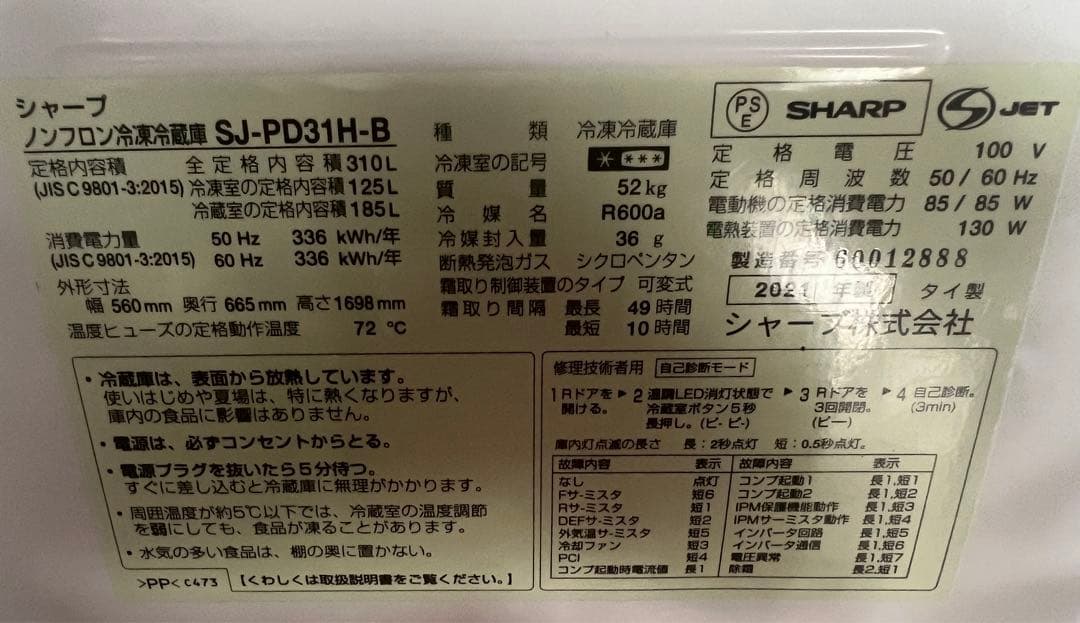 シャープ
ノンフロン冷凍冷蔵庫 SJ-PD31H-B
定格内容積 全定格内容積 310L
(JIS C 9801-3:2015) 冷凍室の定格内容積 125L
冷蔵室の定格内容積 185L
消費電力量 50 Hz 336 kWh/年
(JIS C 9801-3:2015) 60 Hz 336 kWh/年
外形寸法
幅 560mm 奥行 665mm 高さ 1698mm
温度ヒューズの定格動作温度 72 ℃
種類 冷凍冷蔵庫
冷凍室の記号 * ***
質量 52kg
冷媒名 R600a
冷媒封入量 36 g
断熱発泡ガス シクロペンタン
霜取り制御装置のタイプ 可変式
霜取り間隔 最長 49時間
最短 10時間
PSE SHARP JET
定格電圧 100 V
定格周波数 50/60 Hz
電動機の定格消費電力 85/85 W
電熱装置の定格消費電力 130 W
製造番号 60012888
2021年製 タイ製
シャープ株式会社
・冷蔵庫は、表面から放熱しています。
使いはじめや夏場は、特に熱くなりますが、
庫内の食品に影響はありません。
・電源は、必ずコンセントからとる。
・電源プラグを抜いたら5分待つ。
すぐに差し込むと冷蔵庫に無理がかかります。
・周囲温度が約5℃以下では、冷蔵室の温度調節
を弱にしても、食品が凍ることがあります。
・水気の多い食品は、棚の奥に置かない。
>PP< C473 【くわしくは取扱説明書をご覧ください。】
修理技術者用 自己診断モード
1 Rドアを開ける。 ▶ 2 温調LED消灯状態で冷蔵室ボタン5秒長押し。(ピ- ピ-) ▶ 3 Rドアを3回開閉。(ピー) ▶ 4 自己診断。(3min)
庫内灯点滅の長さ 長:2秒点灯 短:0.5秒点灯。
故障内容 表示 故障内容 表示
なし 点灯 コンプ起動1 長1,短1
Fサーミスタ 短6 コンプ起動2 長1,短2
Rサーミスタ 短1 IPM保護機能動作 長1,短3
DEFサーミスタ 短2 IPMサーミスタ動作 長1,短4
外気温サーミスタ 短5 インバータ回路 長1,短5
冷却ファン 短3 インバータ通信 長1,短6
PCI 短4 電圧異常 長1,短7
コンプ起動時電流値 長1 除霜 長2,短1